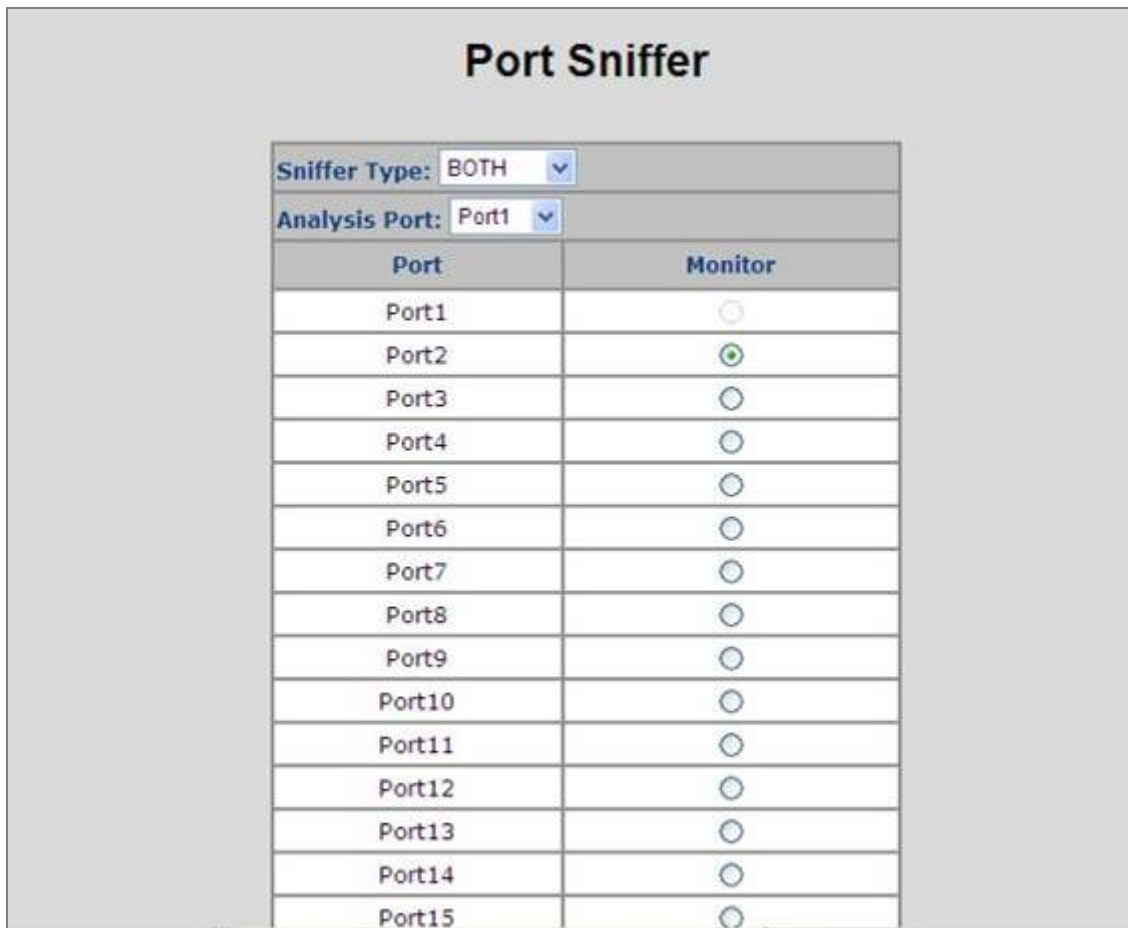 Port Sniffer
Sniffer Type: BOTH
Analysis Port: Port1
Port Monitor
Port1
Port2
Port3
Port4
Port5
Port6
Port7
Port8
Port9
Port10
Port11
Port12
Port13
Port14
Port15